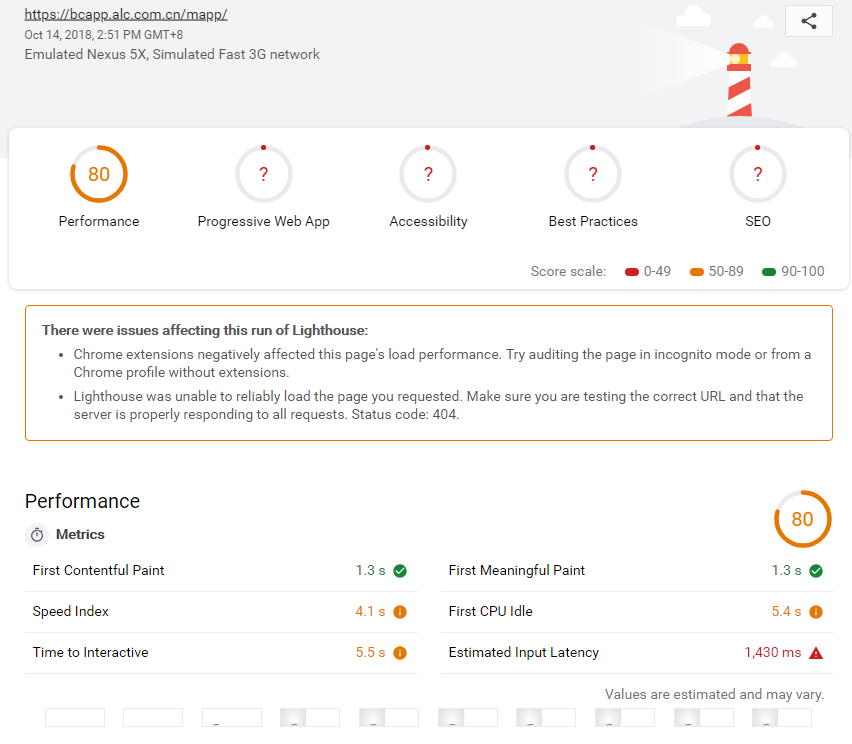 https://bcapp.alc.com.cn/mapp/
Oct 14, 2018, 2:51 PM GMT+8
Emulated Nexus 5X, Simulated Fast 3G network
80 ? ? ? ?
Performance Progressive Web App Accessibility Best Practices SEO
Score scale: 0-49 50-89 90-100
There were issues affecting this run of Lighthouse:
• Chrome extensions negatively affected this page's load performance. Try auditing the page in incognito mode or from a
Chrome profile without extensions.
• Lighthouse was unable to reliably load the page you requested. Make sure you are testing the correct URL and that the
server is properly responding to all requests. Status code: 404.
Performance 80
Metrics
First Contentful Paint 1.3 s First Meaningful Paint 1.3 s
Speed Index 4.1 s First CPU Idle 5.4 s
Time to Interactive 5.5 s Estimated Input Latency 1,430 ms
Values are estimated and may vary.